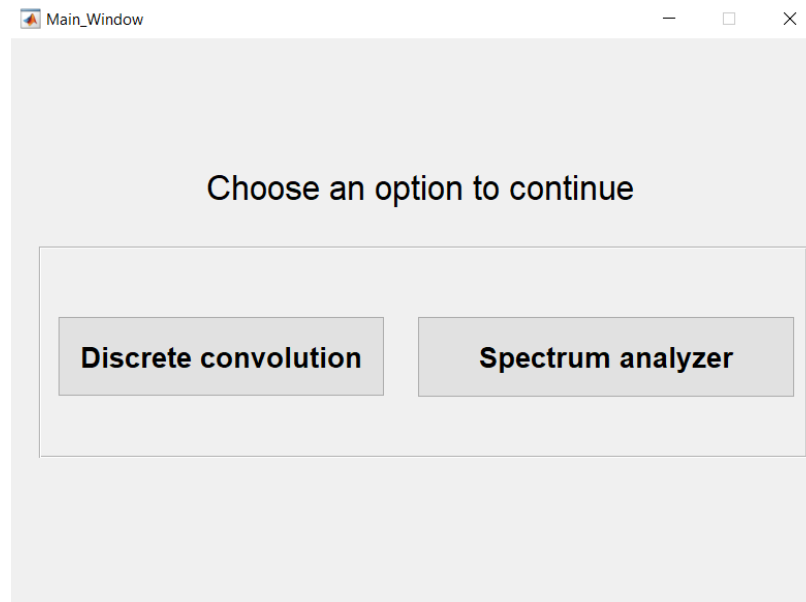 Main_Window
Choose an option to continue
Discrete convolution
Spectrum analyzer